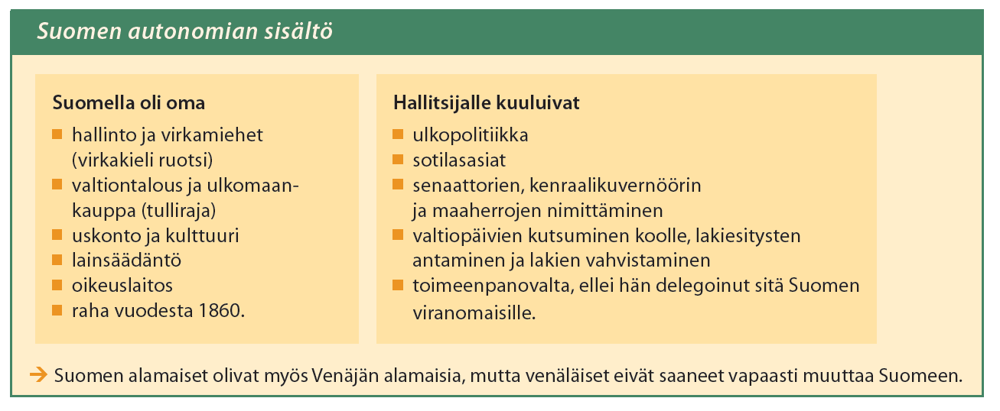 Suomen autonomian sisältö
Suomella oli oma
hallinto ja virkamiehet
(virkakieli ruotsi)
valtiontalous ja ulkomaan-
kauppa (tulliraja)
uskonto ja kulttuuri
lainsäädäntö
oikeuslaitos
raha vuodesta 1860.
Hallitsijalle kuuluivat
ulkopolitiikka
sotilasasiat
senaattorien, kenraalikuvernöörin
ja maaherrojen nimittäminen
valtiopäivien kutsuminen koolle, lakiesitysten
antaminen ja lakien vahvistaminen
toimeenpanovalta, ellei hän delegoinut sitä Suomen
viranomaisille.
→ Suomen alamaiset olivat myös Venäjän alamaisia, mutta venäläiset eivät saaneet vapaasti muuttaa Suomeen.